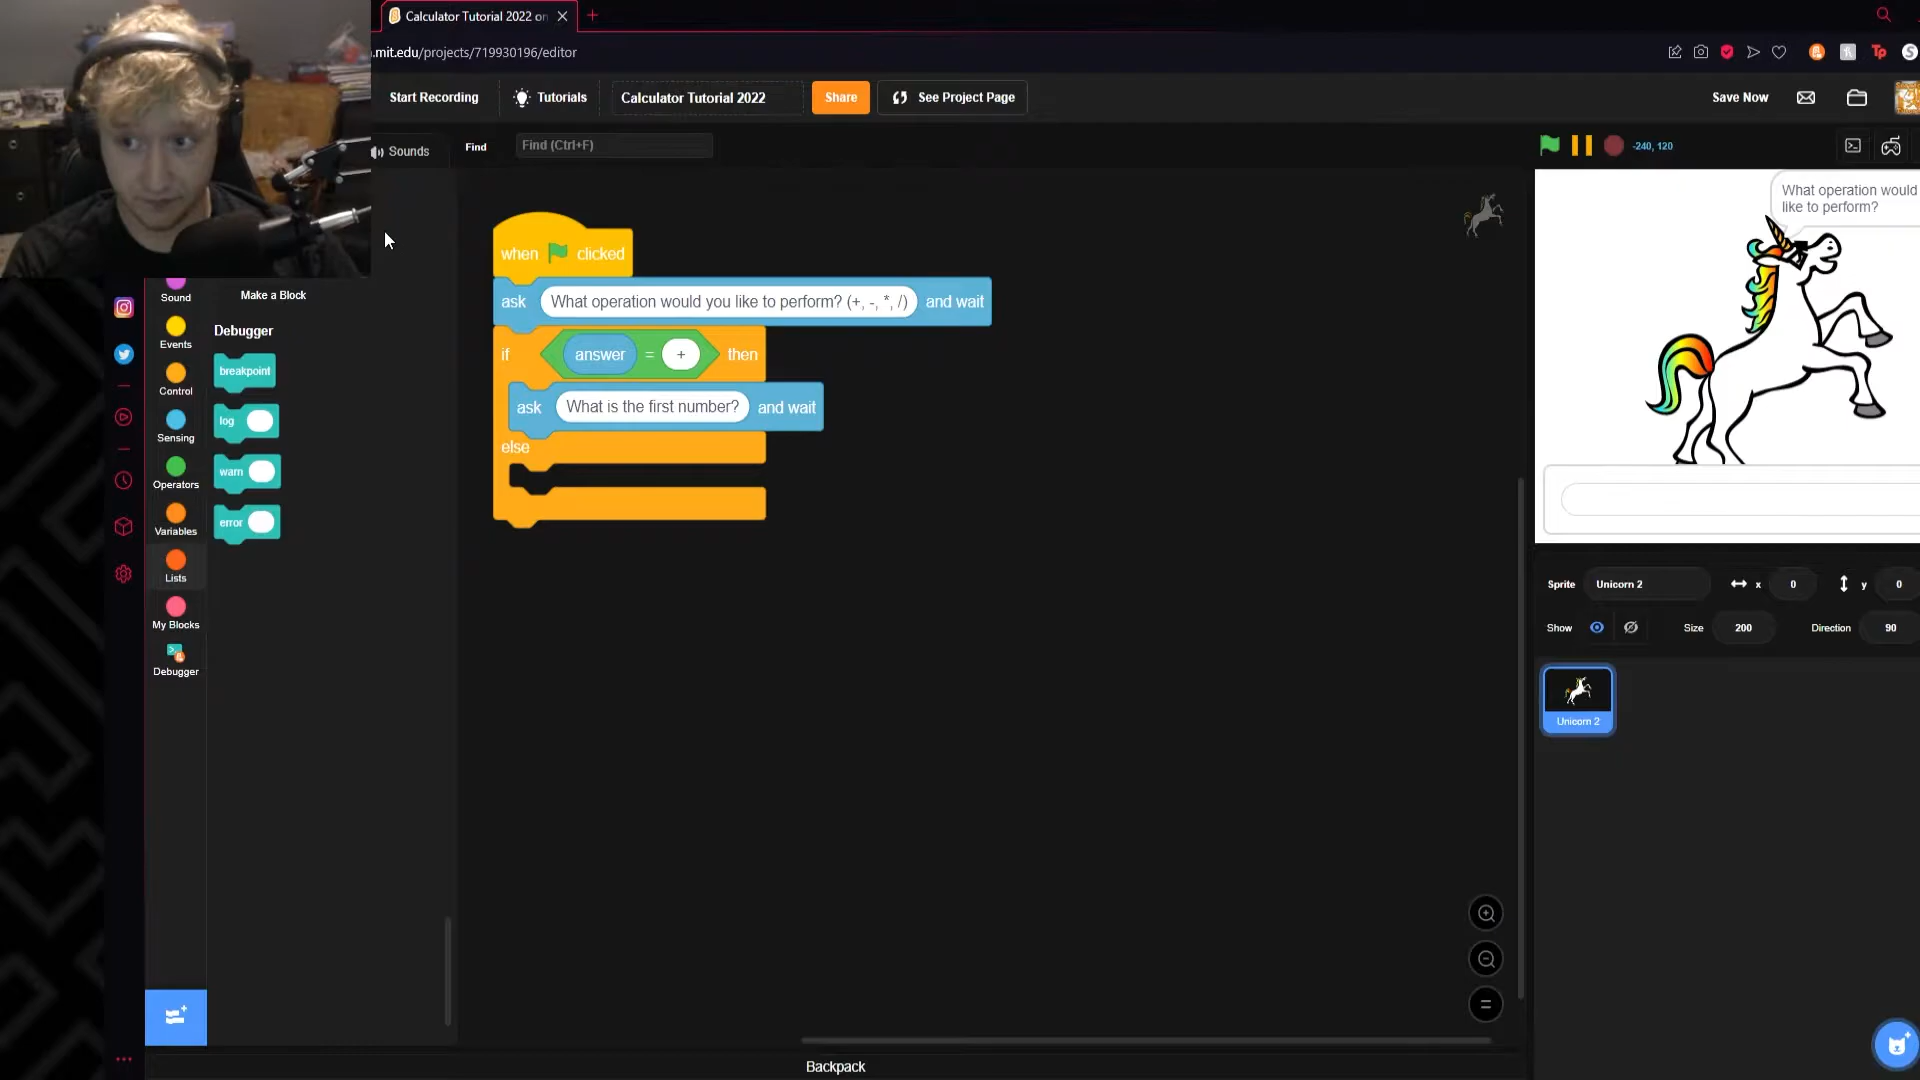 Calculator Tutorial 2022 on
.mit.edu/projects/719930196/editor
Start Recording
Tutorials
Calculator Tutorial 2022
Share
See Project Page
Save Now
Sounds
Find
Find (Ctrl+F)
-240, 120
What operation would
like to perform?
when clicked
ask What operation would you like to perform? (+, -, *, /) and wait
if answer = + then
ask What is the first number? and wait
else
Sound
Events
Control
Sensing
Operators
Variables
Lists
My Blocks
Debugger
Make a Block
Debugger
breakpoint
log
warn
error
Sprite Unicorn 2 x 0 y 0
Show Size 200 Direction 90
Unicorn 2
Backpack
Tp
S